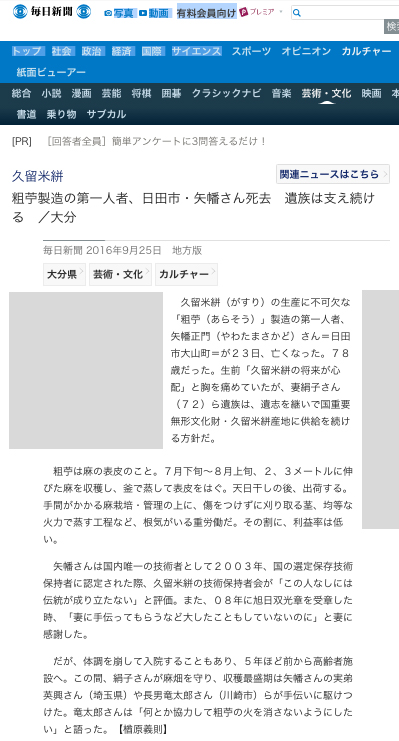 毎日新聞 写真 動画 有料会員向け プレミア
検
トップ 社会 政治 経済 国際 サイエンス スポーツ オピニオン カルチャー
紙面ビューアー
総合 小説 漫画 芸能 将棋 囲碁 クラシックナビ 音楽 芸術・文化 映画 本
書道 乗り物 サブカル
[PR] ［回答者全員］簡単アンケートに3問答えるだけ！
久留米絣
関連ニュースはこちら
粗苧製造の第一人者、日田市・矢幡さん死去　遺族は支え続け
る　／大分
毎日新聞 2016年9月25日　地方版
大分県 芸術・文化 カルチャー
久留米絣（がすり）の生産に不可欠な
「粗苧（あらそう）」製造の第一人者、
矢幡正門（やわたまさかど）さん＝日田
市大山町＝が２３日、亡くなった。７８
歳だった。生前「久留米絣の将来が心
配」と胸を痛めていたが、妻絹子さん
（７２）ら遺族は、遺志を継いで国重要
無形文化財・久留米絣産地に供給を続け
る方針だ。
粗苧は麻の表皮のこと。７月下旬〜８月上旬、２、３メートルに伸
びた麻を収穫し、釜で蒸して表皮をはぐ。天日干しの後、出荷する。
手間がかかる麻栽培・管理の上に、傷をつけずに刈り取る茎、均等な
火力で蒸す工程など、根気がいる重労働だ。その割に、利益率は低
い。
矢幡さんは国内唯一の技術者として２００３年、国の選定保存技術
保持者に認定された際、久留米絣の技術保持者会が「この人なしには
伝統が成り立たない」と評価。また、０８年に旭日双光章を受章した
時、「妻に手伝ってもらうなど大したこともしていないのに」と妻に
感謝した。
だが、体調を崩して入院することもあり、５年ほど前から高齢者施
設へ。この間、絹子さんが麻畑を守り、収穫最盛期は矢幡さんの実弟
英興さん（埼玉県）や長男竜太郎さん（川崎市）らが手伝いに駆けつ
けた。竜太郎さんは「何とか協力して粗苧の火を消さないようにした
い」と語った。【楢原義則】